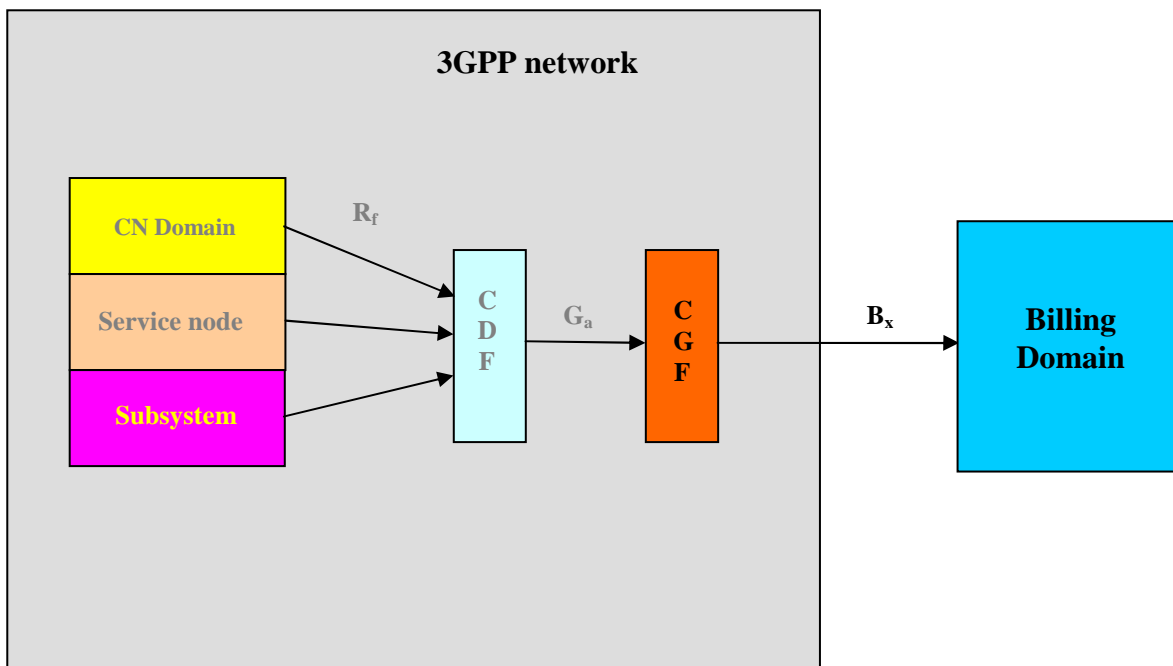 3GPP network
CN Domain
Service node
Subsystem
Rf
C
D
F
Ga
C
G
F
Bx
Billing
Domain